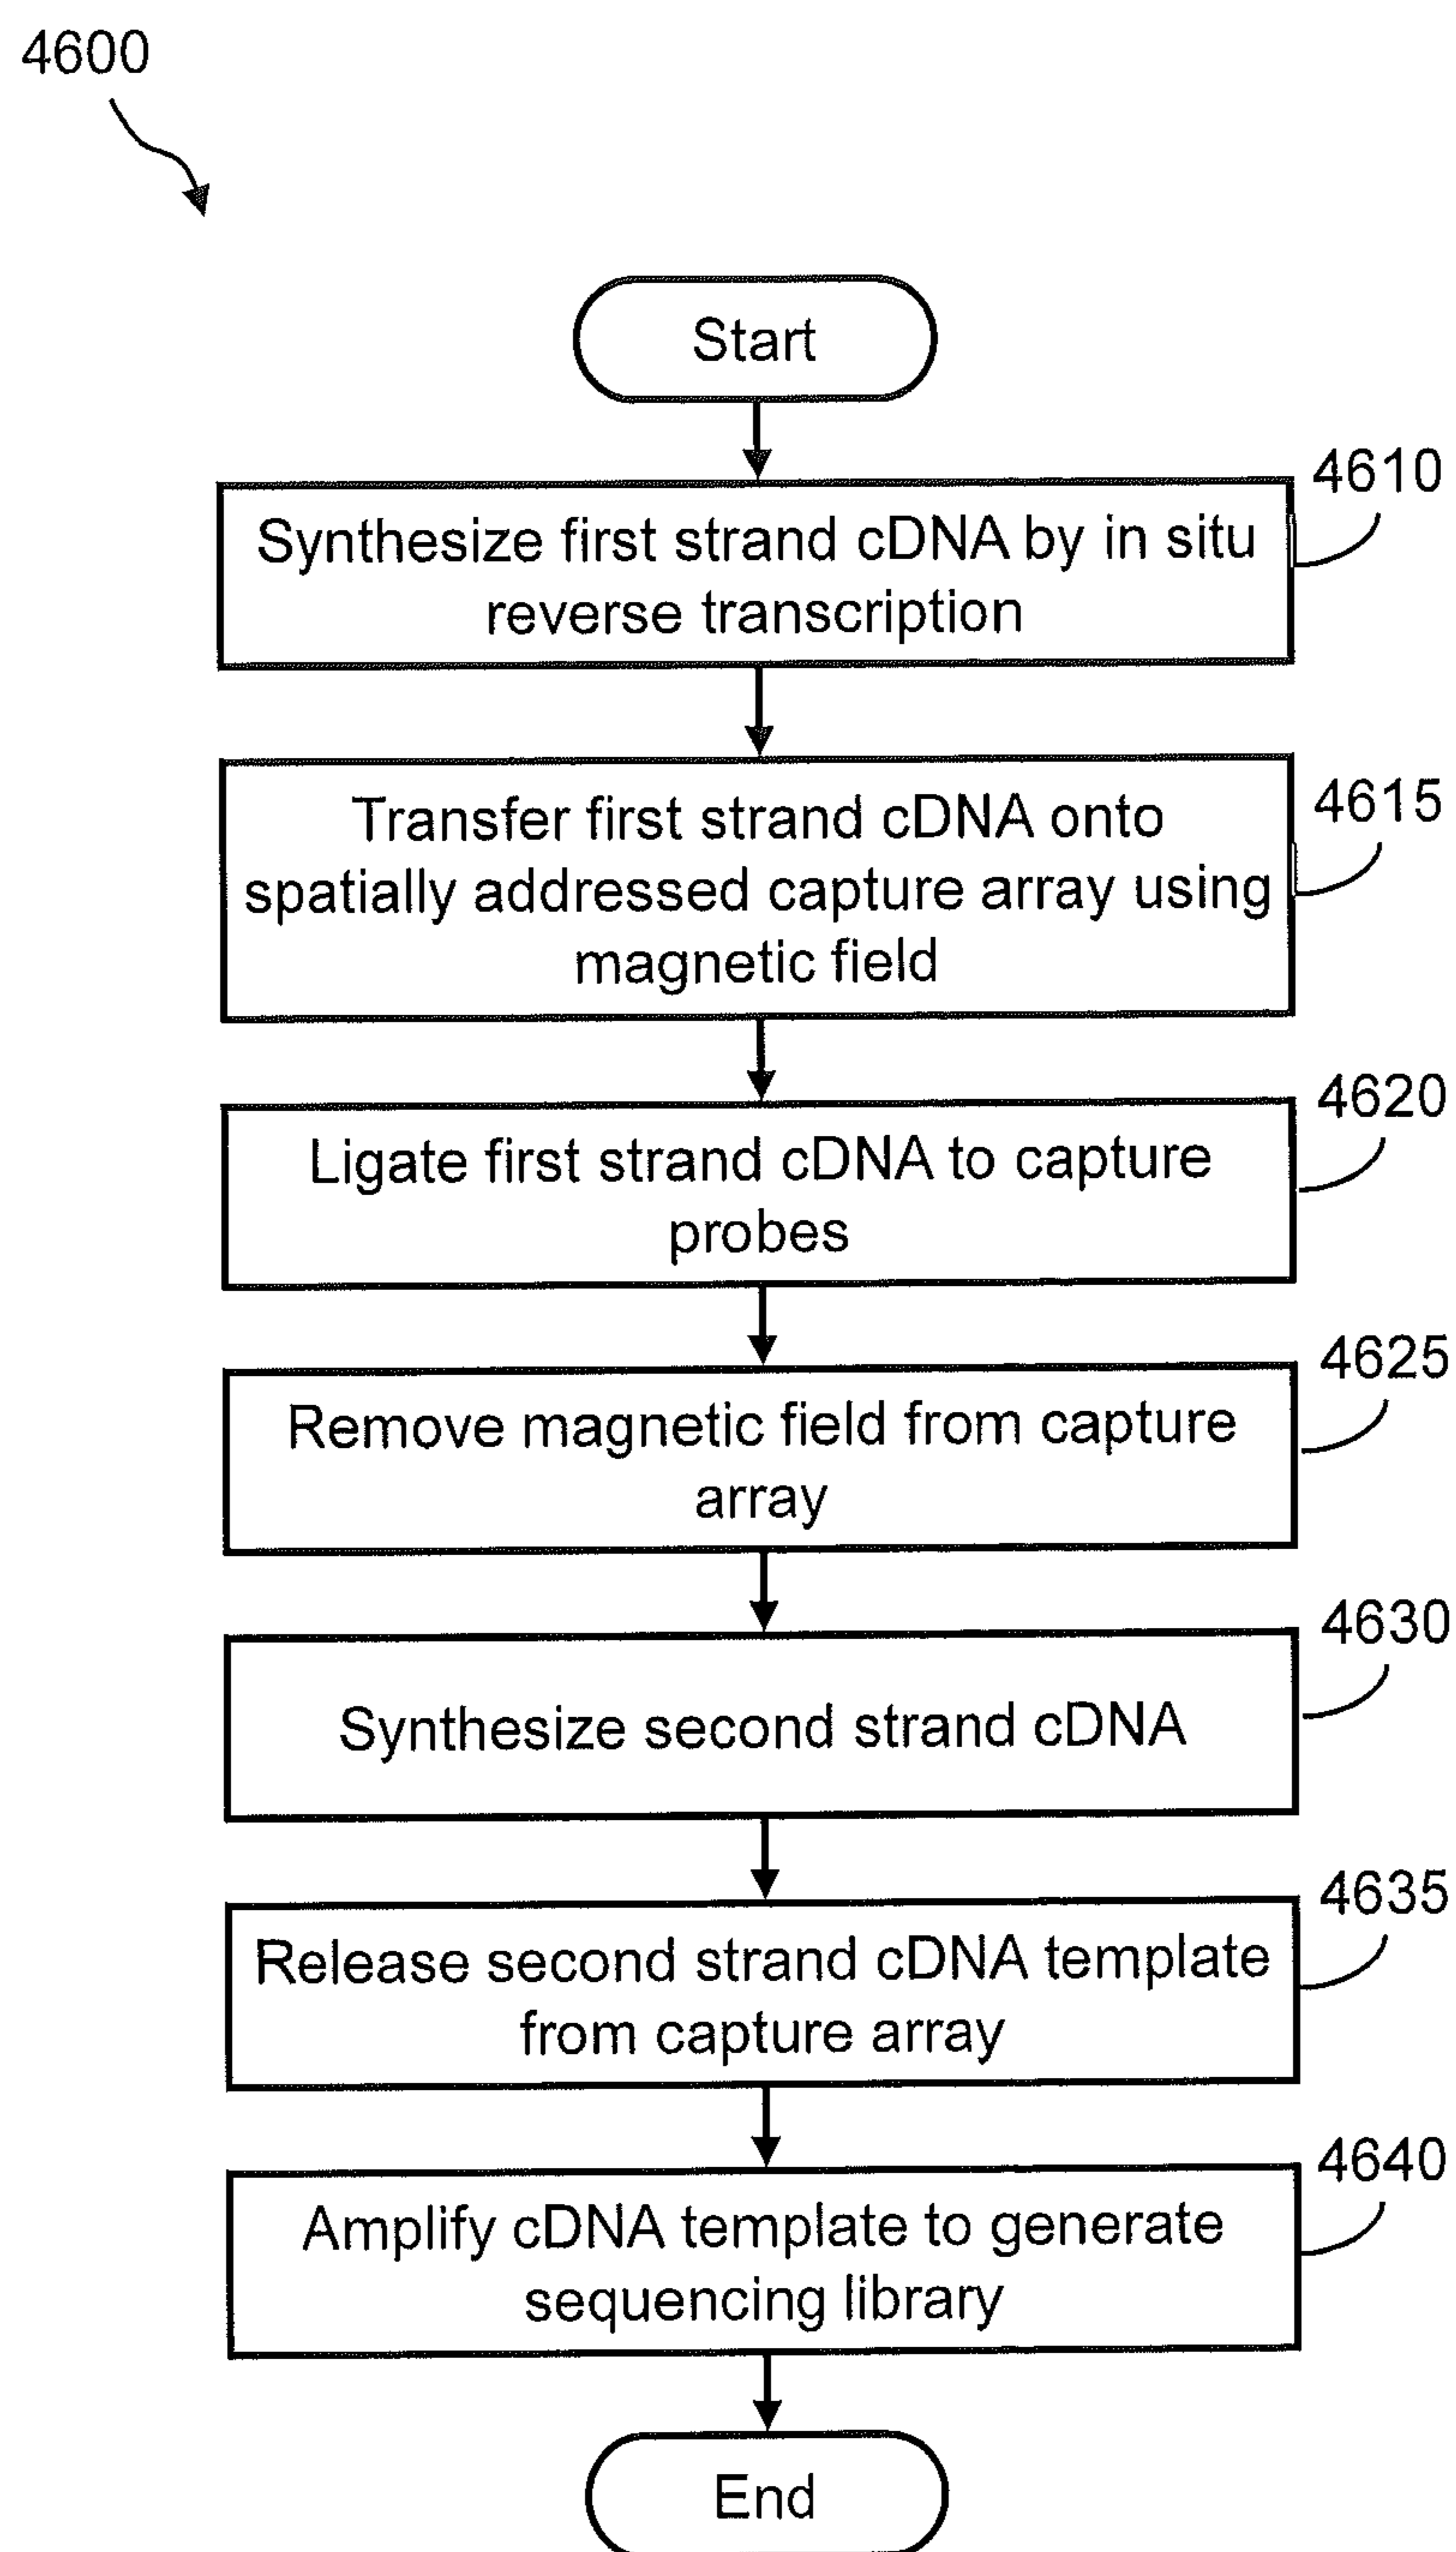 4600
Start
4610
Synthesize first strand cDNA by in situ
reverse transcription
4615
Transfer first strand cDNA onto
spatially addressed capture array using
magnetic field
4620
Ligate first strand cDNA to capture
probes
4625
Remove magnetic field from capture
array
4630
Synthesize second strand cDNA
4635
Release second strand cDNA template
from capture array
4640
Amplify cDNA template to generate
sequencing library
End